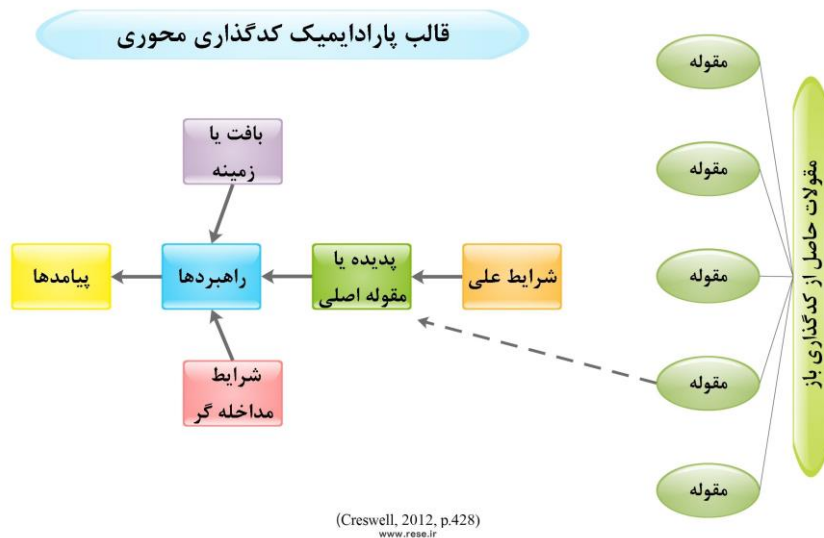 قالب پارادایمیک کدگذاری محوری
مقولات حاصل از کدگذاری باز
مقوله
مقوله
مقوله
مقوله
مقوله
شرایط علی
پدیده یا
مقوله اصلی
بافت یا
زمینه
راهبردها
شرایط
مداخله گر
پیامدها
(Creswell, 2012, p.428)
www.rese.ir